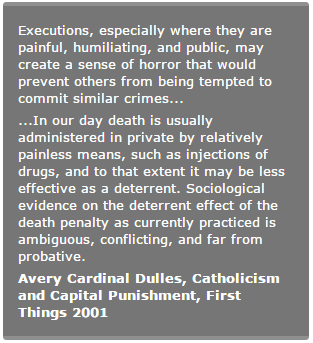 Executions, especially where they are
painful, humiliating, and public, may
create a sense of horror that would
prevent others from being tempted to
commit similar crimes...
...In our day death is usually
administered in private by relatively
painless means, such as injections of
drugs, and to that extent it may be less
effective as a deterrent. Sociological
evidence on the deterrent effect of the
death penalty as currently practiced is
ambiguous, conflicting, and far from
probative.
Avery Cardinal Dulles, Catholicism
and Capital Punishment, First
Things 2001